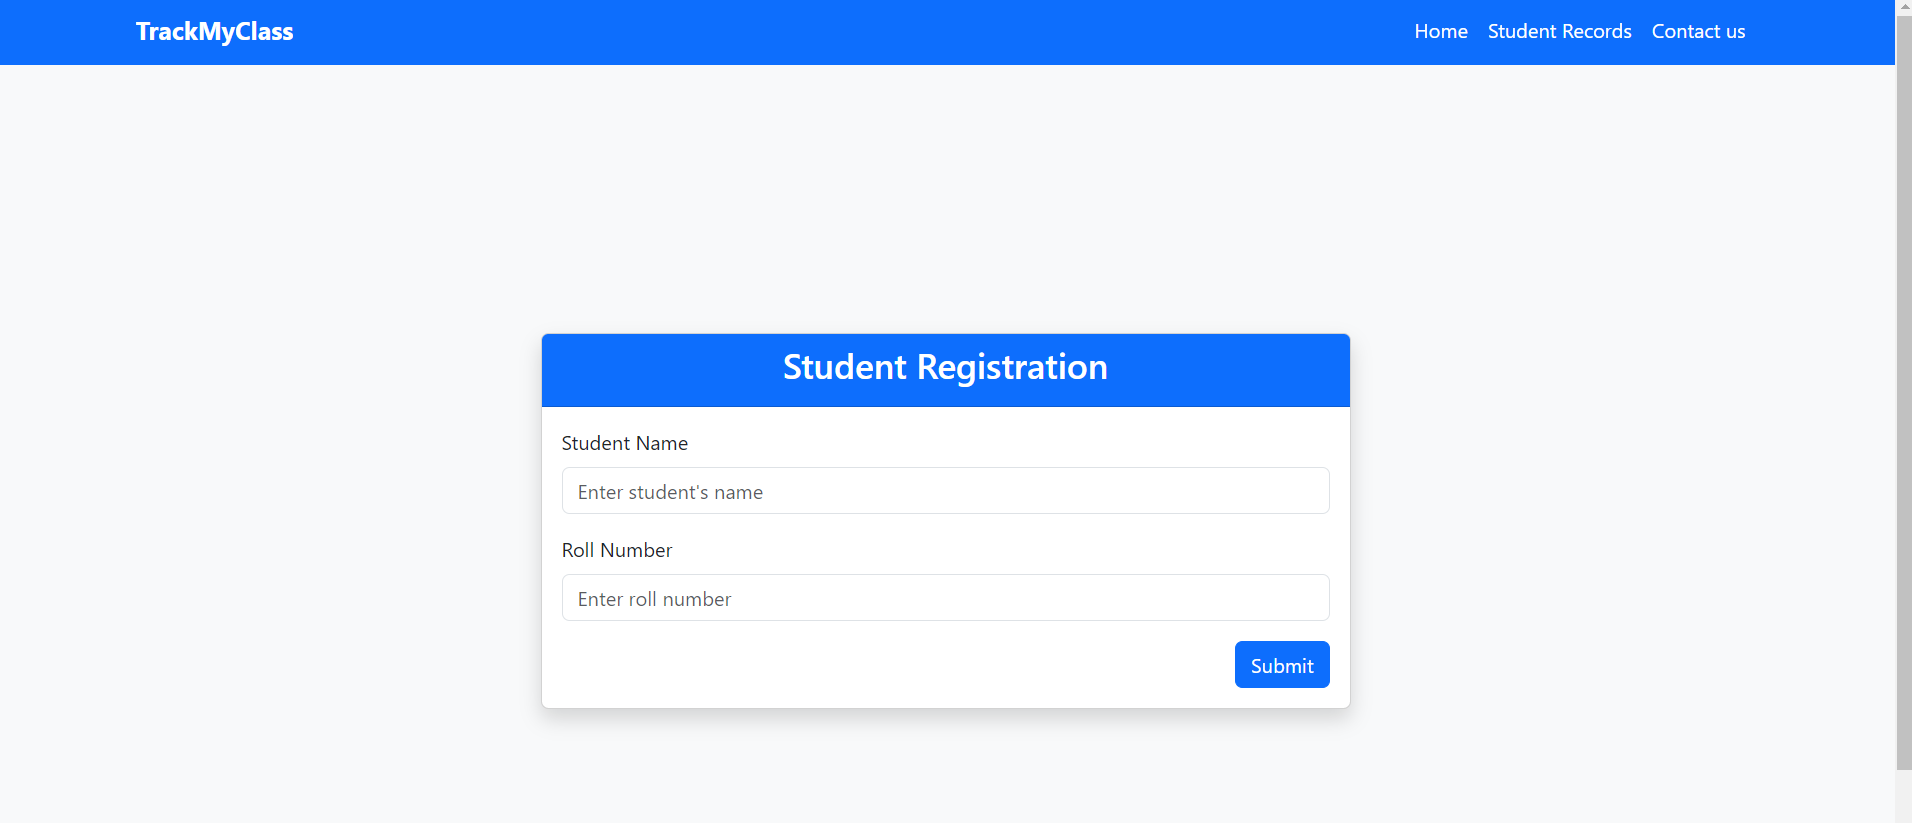 TrackMyClass
Home Student Records Contact us
Student Registration
Student Name
Enter student's name
Roll Number
Enter roll number
Submit